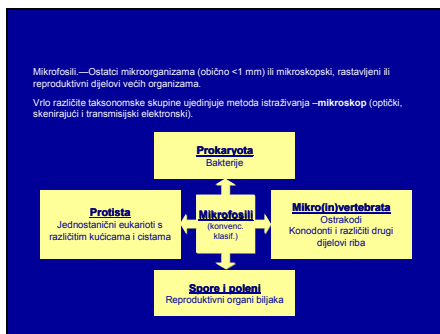 Mikrofosili.—Ostatci mikroorganizama (obično <1 mm) ili mikroskopski, rastavljeni ili
reproduktivni dijelovi većih organizama.
Vrlo različite taksonomske skupine ujedinjuje metoda istraživanja –mikroskop (optički,
skenirajući i transmisijski elektronski).
Prokaryota
Bakterije
Protista
Jednostanični eukarioti s
različitim kućicama i cistama
Mikrofosili
(konvenc.
klasif.)
Mikro(in)vertebrata
Ostrakodi
Konodonti i različiti drugi
dijelovi riba
Spore i poleni
Reproduktivni organi biljaka